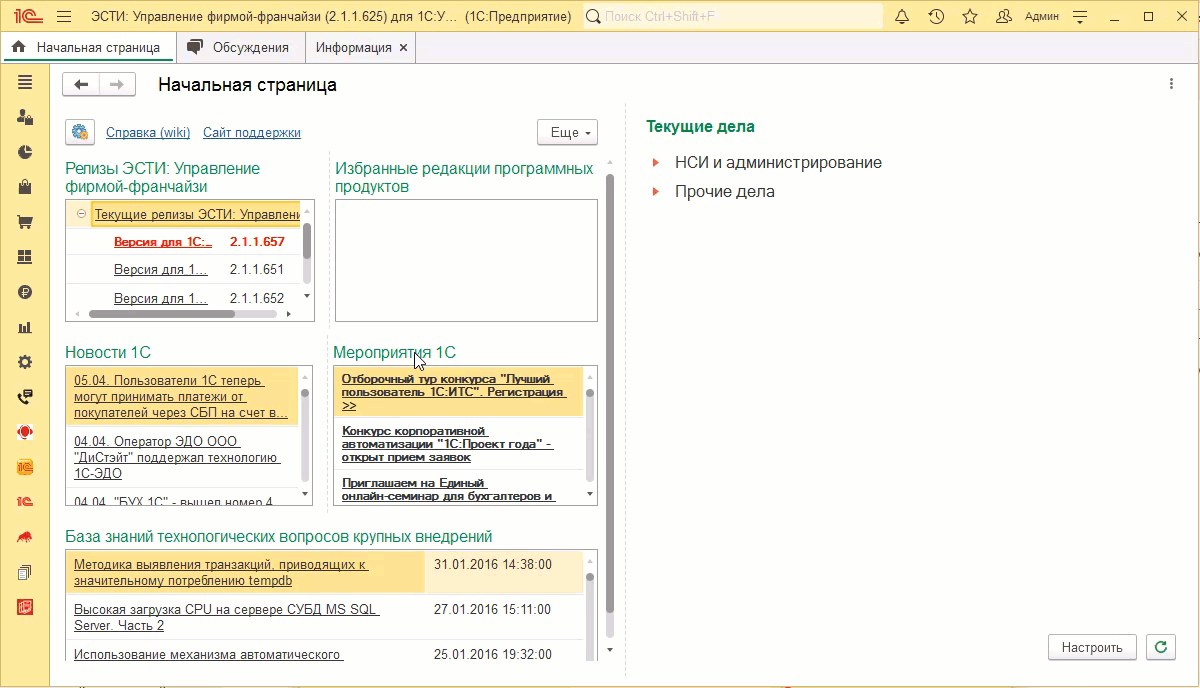 ЭСТИ: Управление фирмой-франчайзи (2.1.1.625) для 1С:У... (1С:Предприятие)
Поиск Ctrl+Shift+F
Админ
Начальная страница
Обсуждения
Информация
Начальная страница
Справка (wiki) Сайт поддержки
Еще
Релизы ЭСТИ: Управление
фирмой-франчайзи
Текущие релизы ЭСТИ: Управлени
Версия для 1С:... 2.1.1.657
Версия для 1... 2.1.1.651
Версия для 1... 2.1.1.652
Избранные редакции программных
продуктов
Новости 1С
05.04. Пользователи 1С теперь
могут принимать платежи от
покупателей через СБП на счет в...
04.04. Оператор ЭДО ООО
"ДиСтэйт" поддержал технологию
1С-ЭДО
04.04. "БУХ.1С" - вышел номер 4
Мероприятия 1С
Отборочный тур конкурса "Лучший
пользователь 1С:ИТС". Регистрация
>>
Конкурс корпоративной
автоматизации "1С:Проект года" -
открыт прием заявок
Приглашаем на Единый
онлайн-семинар для бухгалтеров и
База знаний технологических вопросов крупных внедрений
Методика выявления транзакций, приводящих к
значительному потреблению tempdb
31.01.2016 14:38:00
Высокая загрузка CPU на сервере СУБД MS SQL
Server. Часть 2
27.01.2016 15:11:00
Использование механизма автоматического
25.01.2016 19:32:00
Текущие дела
НСИ и администрирование
Прочие дела
Настроить